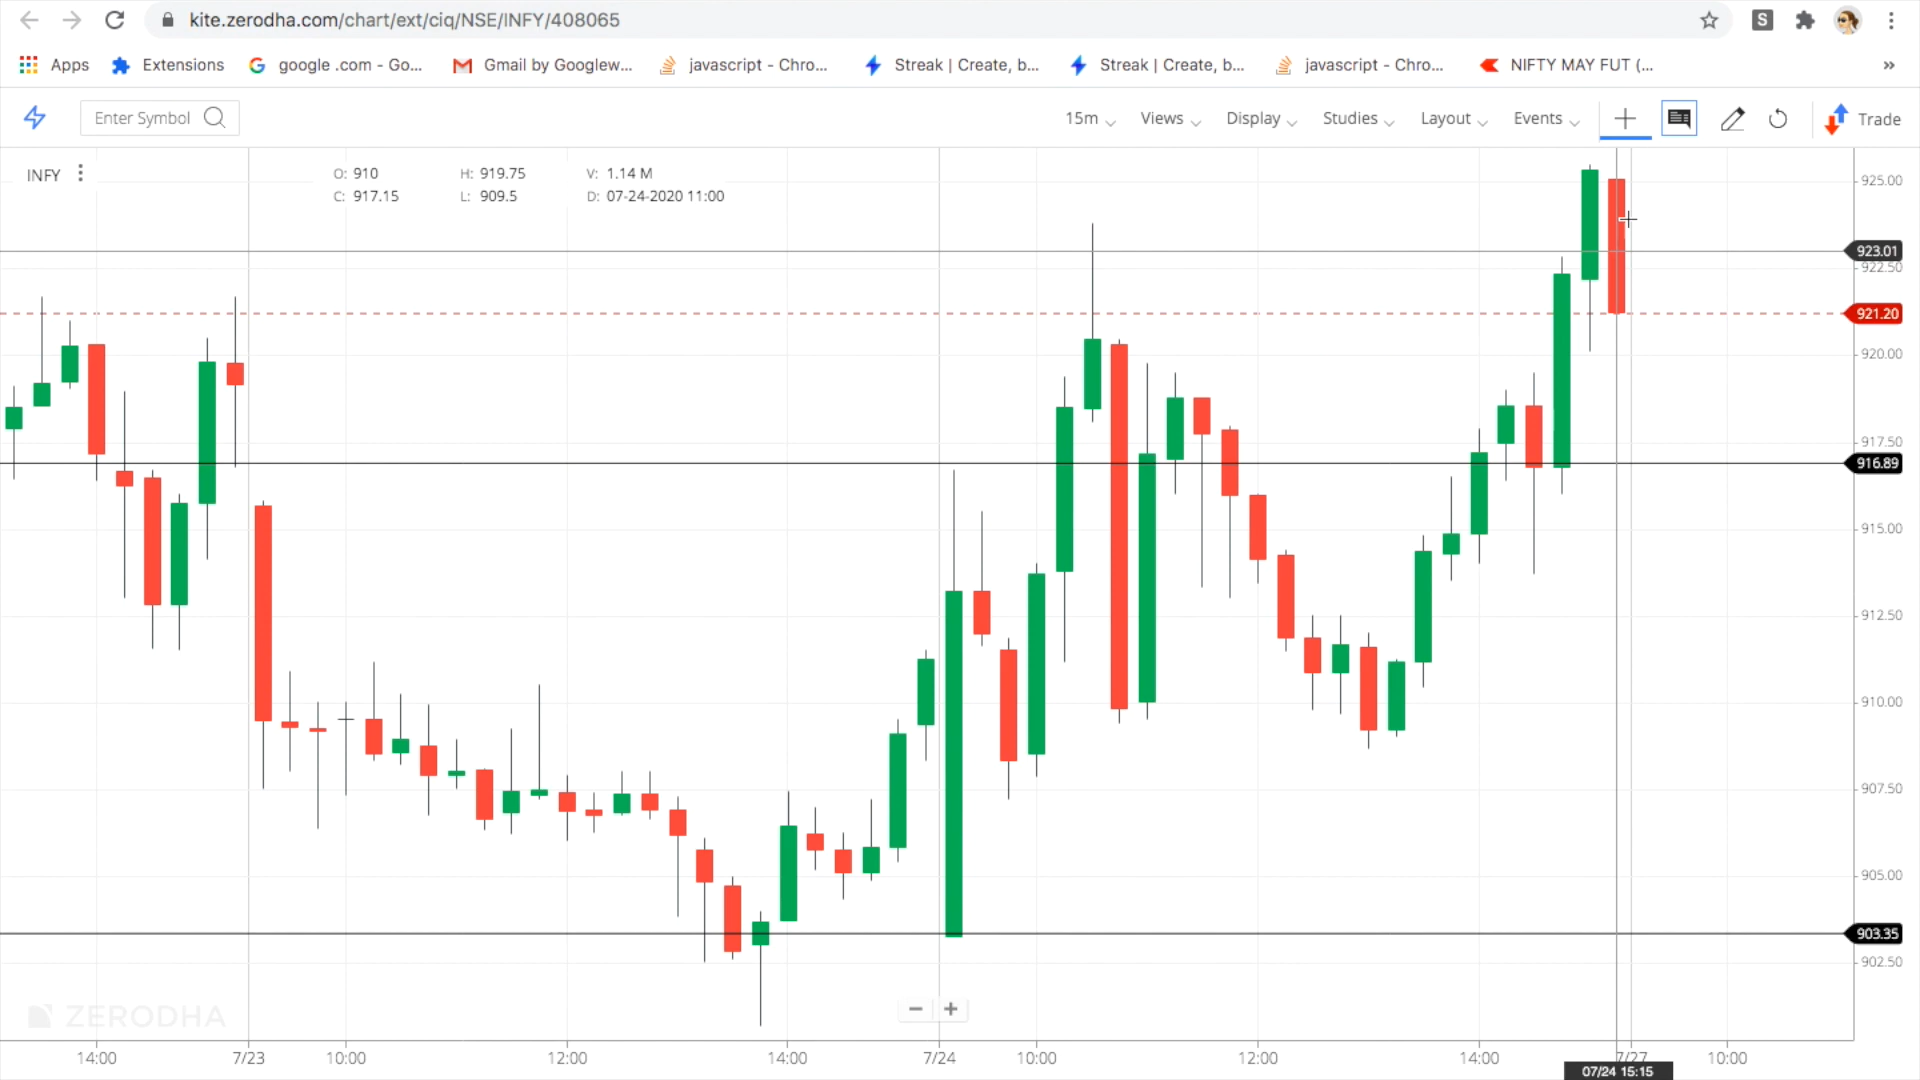 kite.zerodha.com/chart/ext/ciq/NSE/INFY/408065
S
Apps Extensions google .com - Go... Gmail by Googlew... javascript - Chro... Streak | Create, b... Streak | Create, b... javascript - Chro... NIFTY MAY FUT (... »
Enter Symbol 15m Views Display Studies Layout Events Trade
INFY O: 910 H: 919.75 V: 1.14 M
C: 917.15 L: 909.5 D: 07-24-2020 11:00
925.00
923.01
922.50
921.20
920.00
917.50
916.89
915.00
912.50
910.00
907.50
905.00
903.35
902.50
ZERODHA
14:00 7/23 10:00 12:00 14:00 7/24 10:00 12:00 14:00 7/27 10:00
07/24 15:15